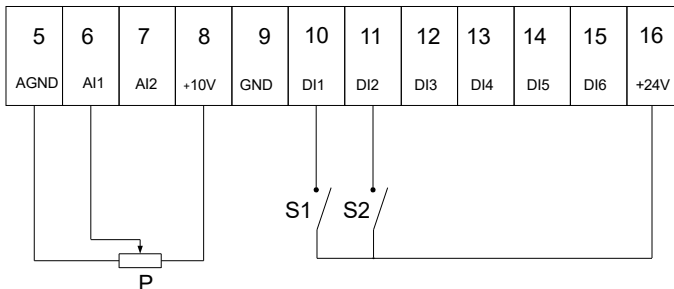 5 6 7 8 9 10 11 12 13 14 15 16
AGND AI1 AI2 +10V GND DI1 DI2 DI3 DI4 DI5 DI6 +24V
S1 S2
P